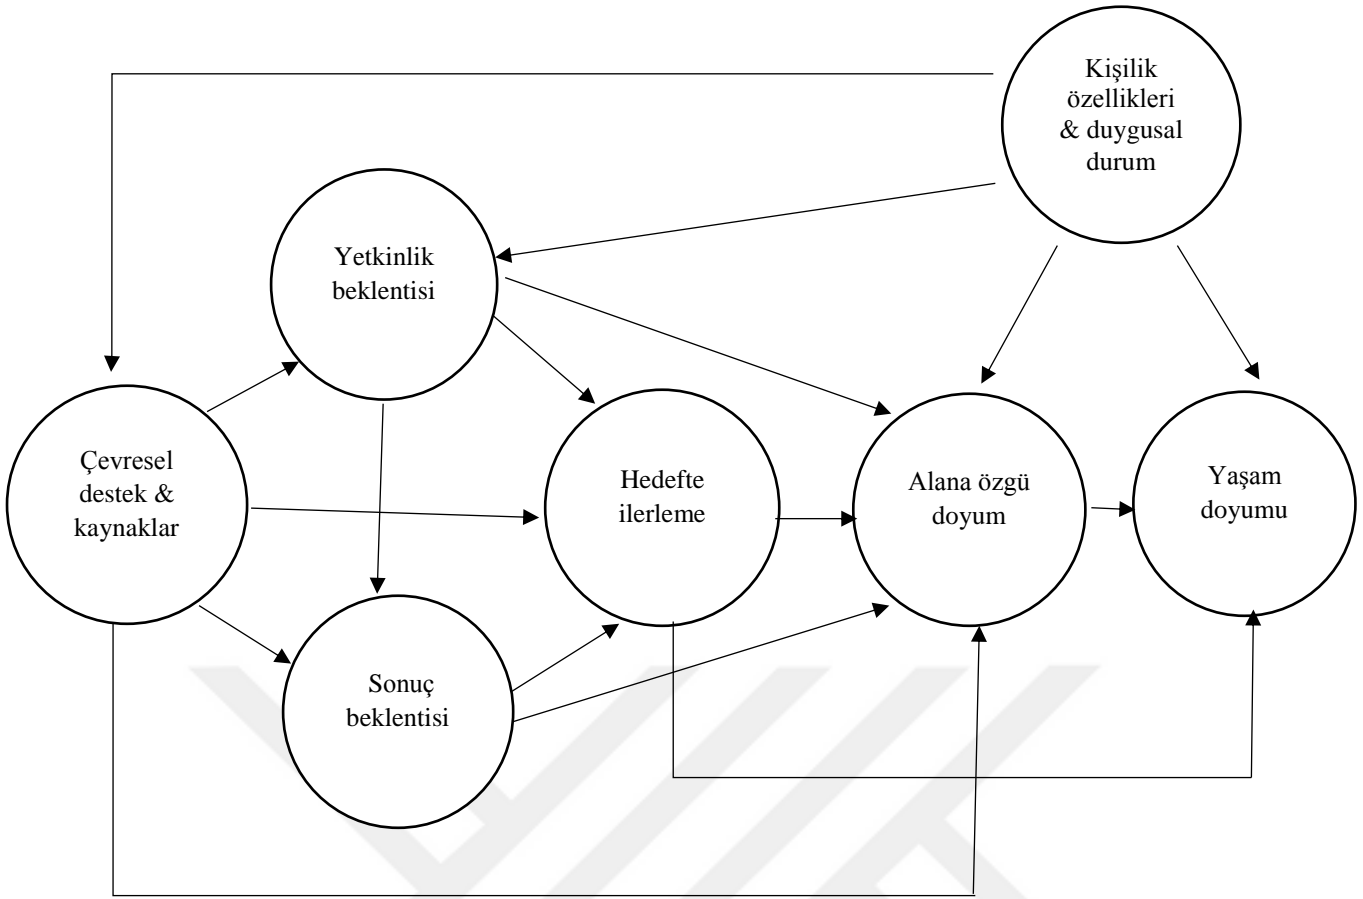 Kişilik
özellikleri
& duygusal
durum
Yetkinlik
beklentisi
Çevresel
destek &
kaynaklar
Hedefte
ilerleme
Alana özgü
doyum
Yaşam
doyumu
Sonuç
beklentisi